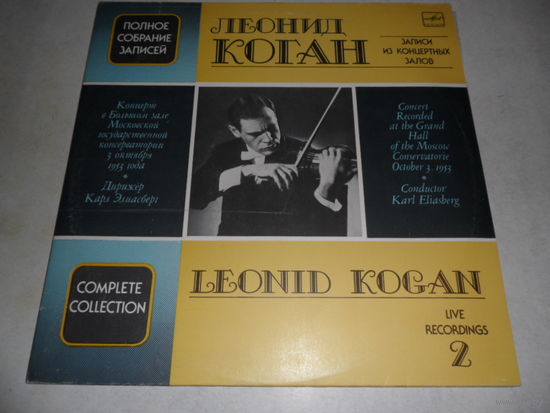 ПОЛНОЕ
СОБРАНИЕ
ЗАПИСЕЙ
ЛЕОНИД
КОГАН
ЗАПИСИ
ИЗ КОНЦЕРТНЫХ
ЗАЛОВ
Концерт
в Большом зале
Московской
государственной
консерватории
3 октября
1953 года
Дирижёр
Карл Элиасберг
Concert
Recorded
at the Grand
Hall
of the Moscow
Conservatorie
October 3, 1953
Conductor
Karl Eliasberg
COMPLETE
COLLECTION
LEONID KOGAN
LIVE
RECORDINGS
2